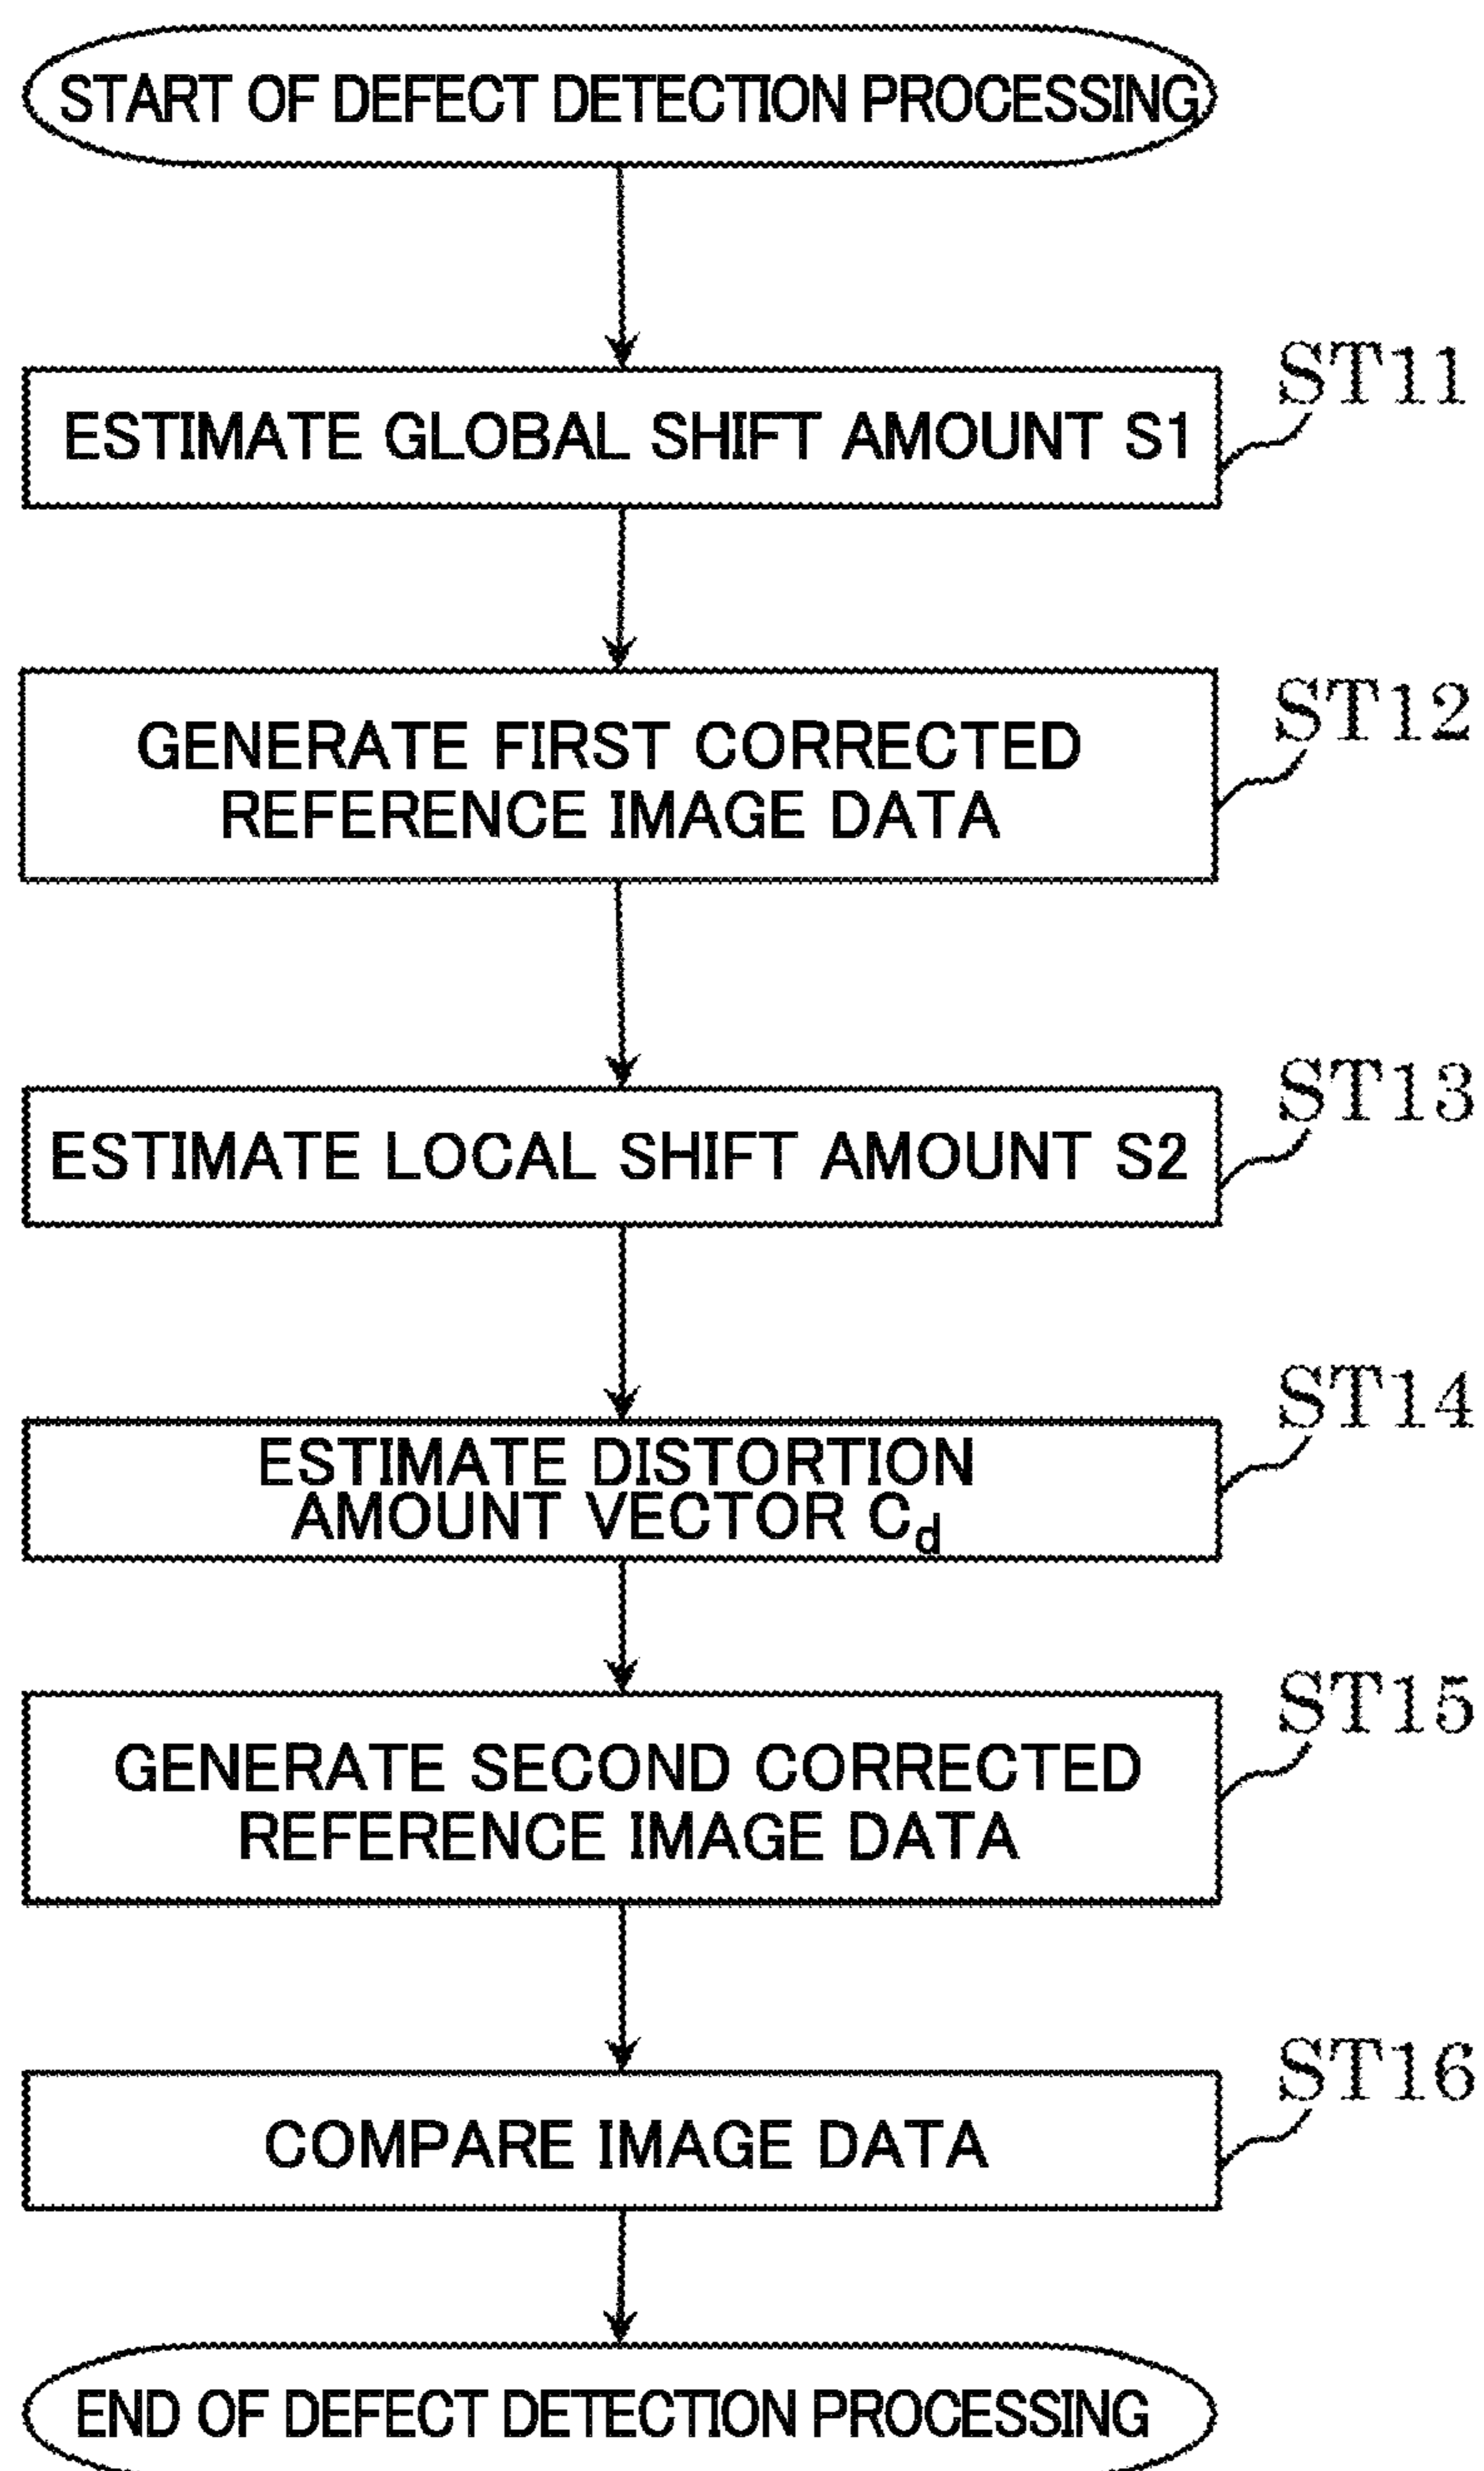 START OF DEFECT DETECTION PROCESSING
ST11
ESTIMATE GLOBAL SHIFT AMOUNT S1
ST12
GENERATE FIRST CORRECTED
REFERENCE IMAGE DATA
ST13
ESTIMATE LOCAL SHIFT AMOUNT S2
ST14
ESTIMATE DISTORTION
AMOUNT VECTOR Cd
ST15
GENERATE SECOND CORRECTED
REFERENCE IMAGE DATA
ST16
COMPARE IMAGE DATA
END OF DEFECT DETECTION PROCESSING